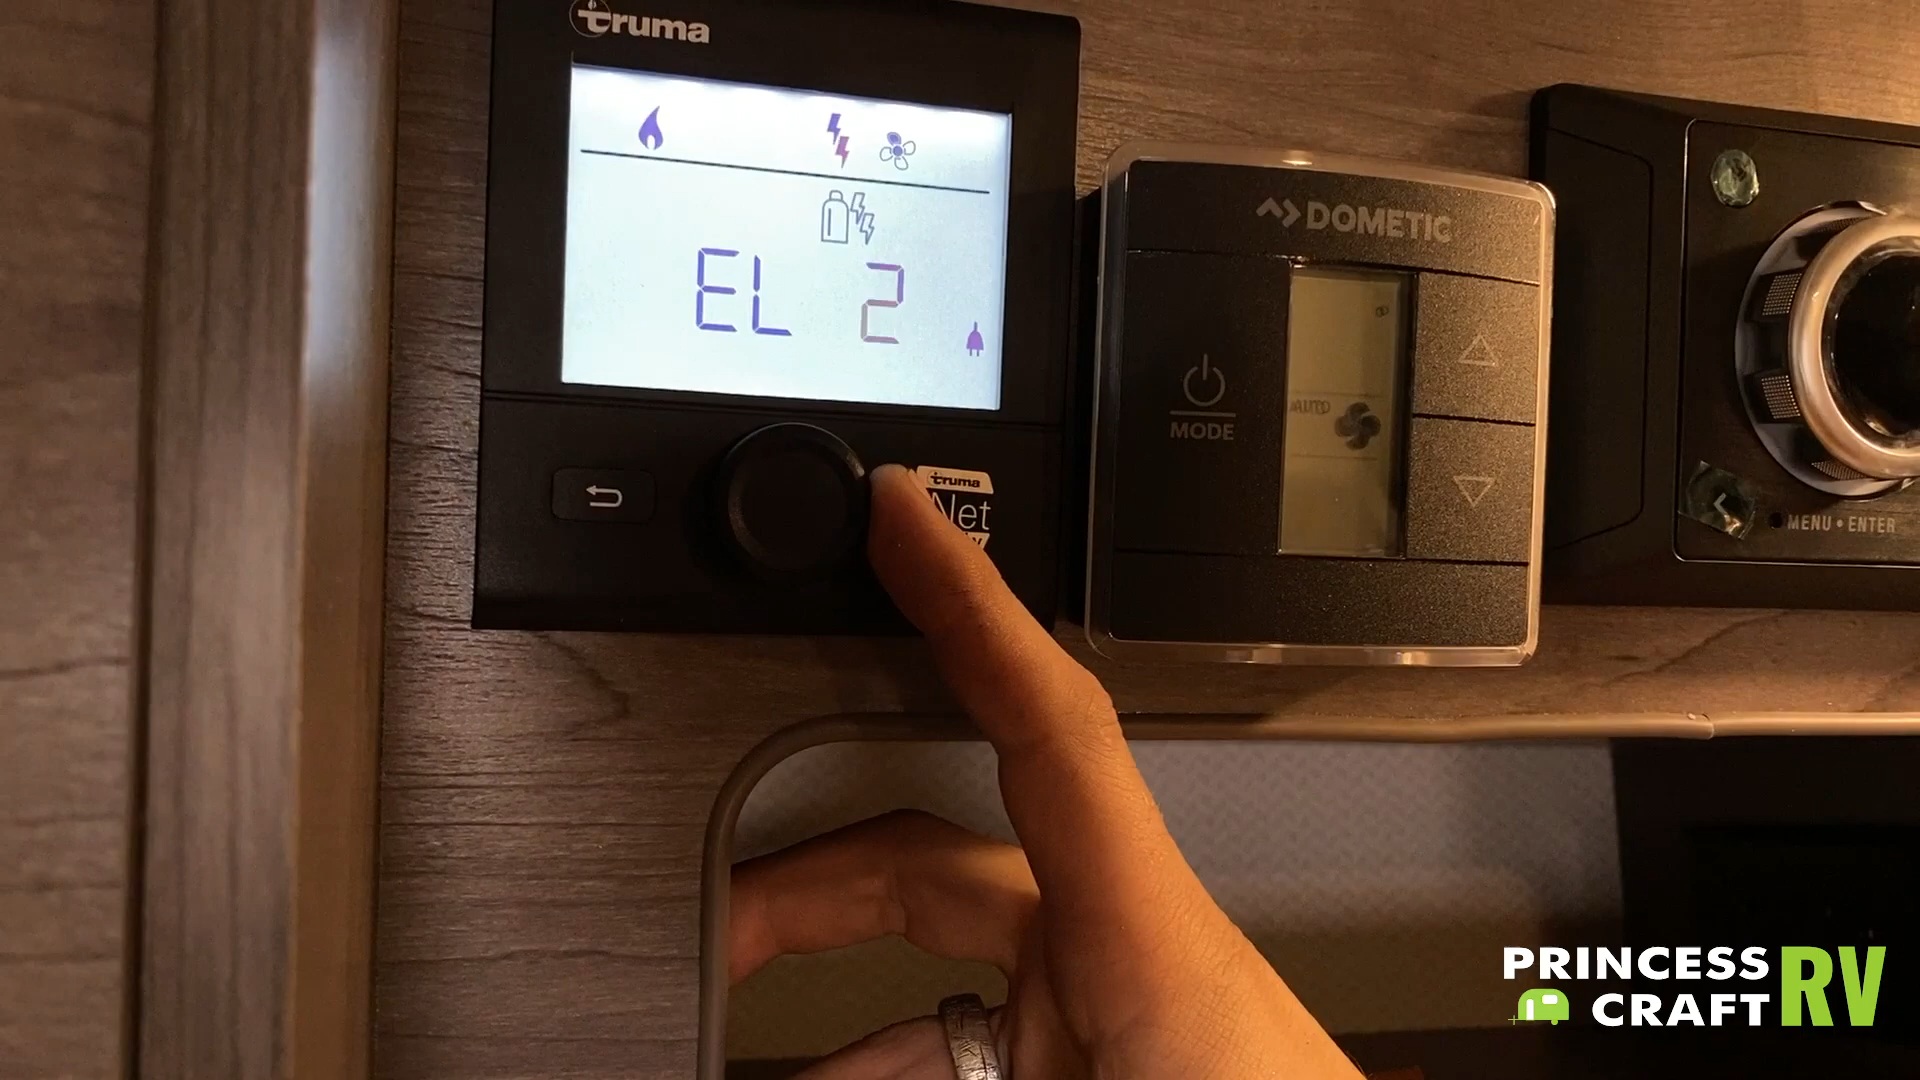 truma
EL 2
truma
Net
DOMETIC
MODE
AUTO
MENU • ENTER
PRINCESS
CRAFT
RV